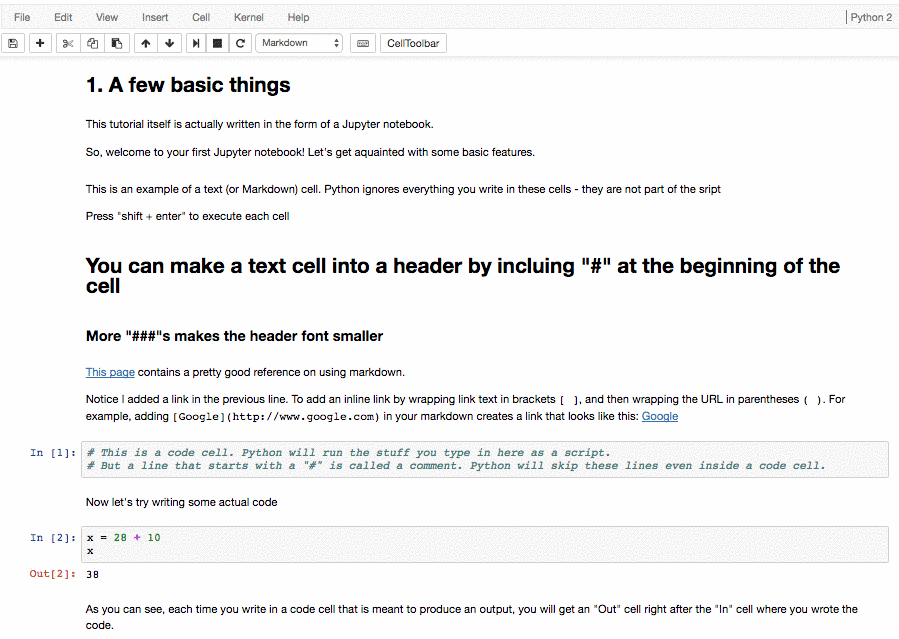 File Edit View Insert Cell Kernel Help Python 2
Markdown CellToolbar
1. A few basic things
This tutorial itself is actually written in the form of a Jupyter notebook.
So, welcome to your first Jupyter notebook! Let's get aquainted with some basic features.
This is an example of a text (or Markdown) cell. Python ignores everything you write in these cells - they are not part of the sript
Press "shift + enter" to execute each cell
You can make a text cell into a header by incluing "#" at the beginning of the
cell
More "###"s makes the header font smaller
This page contains a pretty good reference on using markdown.
Notice I added a link in the previous line. To add an inline link by wrapping link text in brackets [ ], and then wrapping the URL in parentheses ( ). For
example, adding [Google](http://www.google.com) in your markdown creates a link that looks like this: Google
In [1]: # This is a code cell. Python will run the stuff you type in here as a script.
# But a line that starts with a "#" is called a comment. Python will skip these lines even inside a code cell.
Now let's try writing some actual code
In [2]: x = 28 + 10
x
Out[2]: 38
As you can see, each time you write in a code cell that is meant to produce an output, you will get an "Out" cell right after the "In" cell where you wrote the
code.